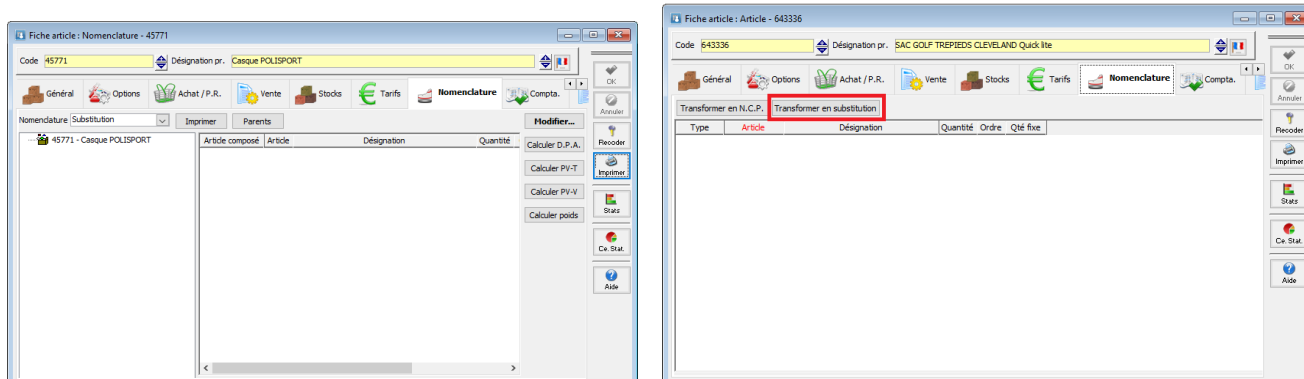 Fiche article : Nomenclature - 45771
Code 45771 Désignation pr. Casque POLISPORT
Général Options Achat / P.R. Vente Stocks Tarifs Nomenclature Compta.
Nomenclature Substitution Imprimer Parents Modifier...
45771 - Casque POLISPORT
Article composé Article Désignation Quantité
Calculer D.P.A.
Calculer PV-T
Calculer PV-V
Calculer poids
OK
Annuler
Recoder
Imprimer
Stats
Ce. Stat.
Aide
Fiche article : Article - 643336
Code 643336 Désignation pr. SAC GOLF TREPIEDS CLEVELAND Quick lite
Général Options Achat / P.R. Vente Stocks Tarifs Nomenclature Compta.
Transformer en N.C.P. Transformer en substitution
Type Article Désignation Quantité Ordre Qté fixe
OK
Annuler
Recoder
Imprimer
Stats
Ce. Stat.
Aide